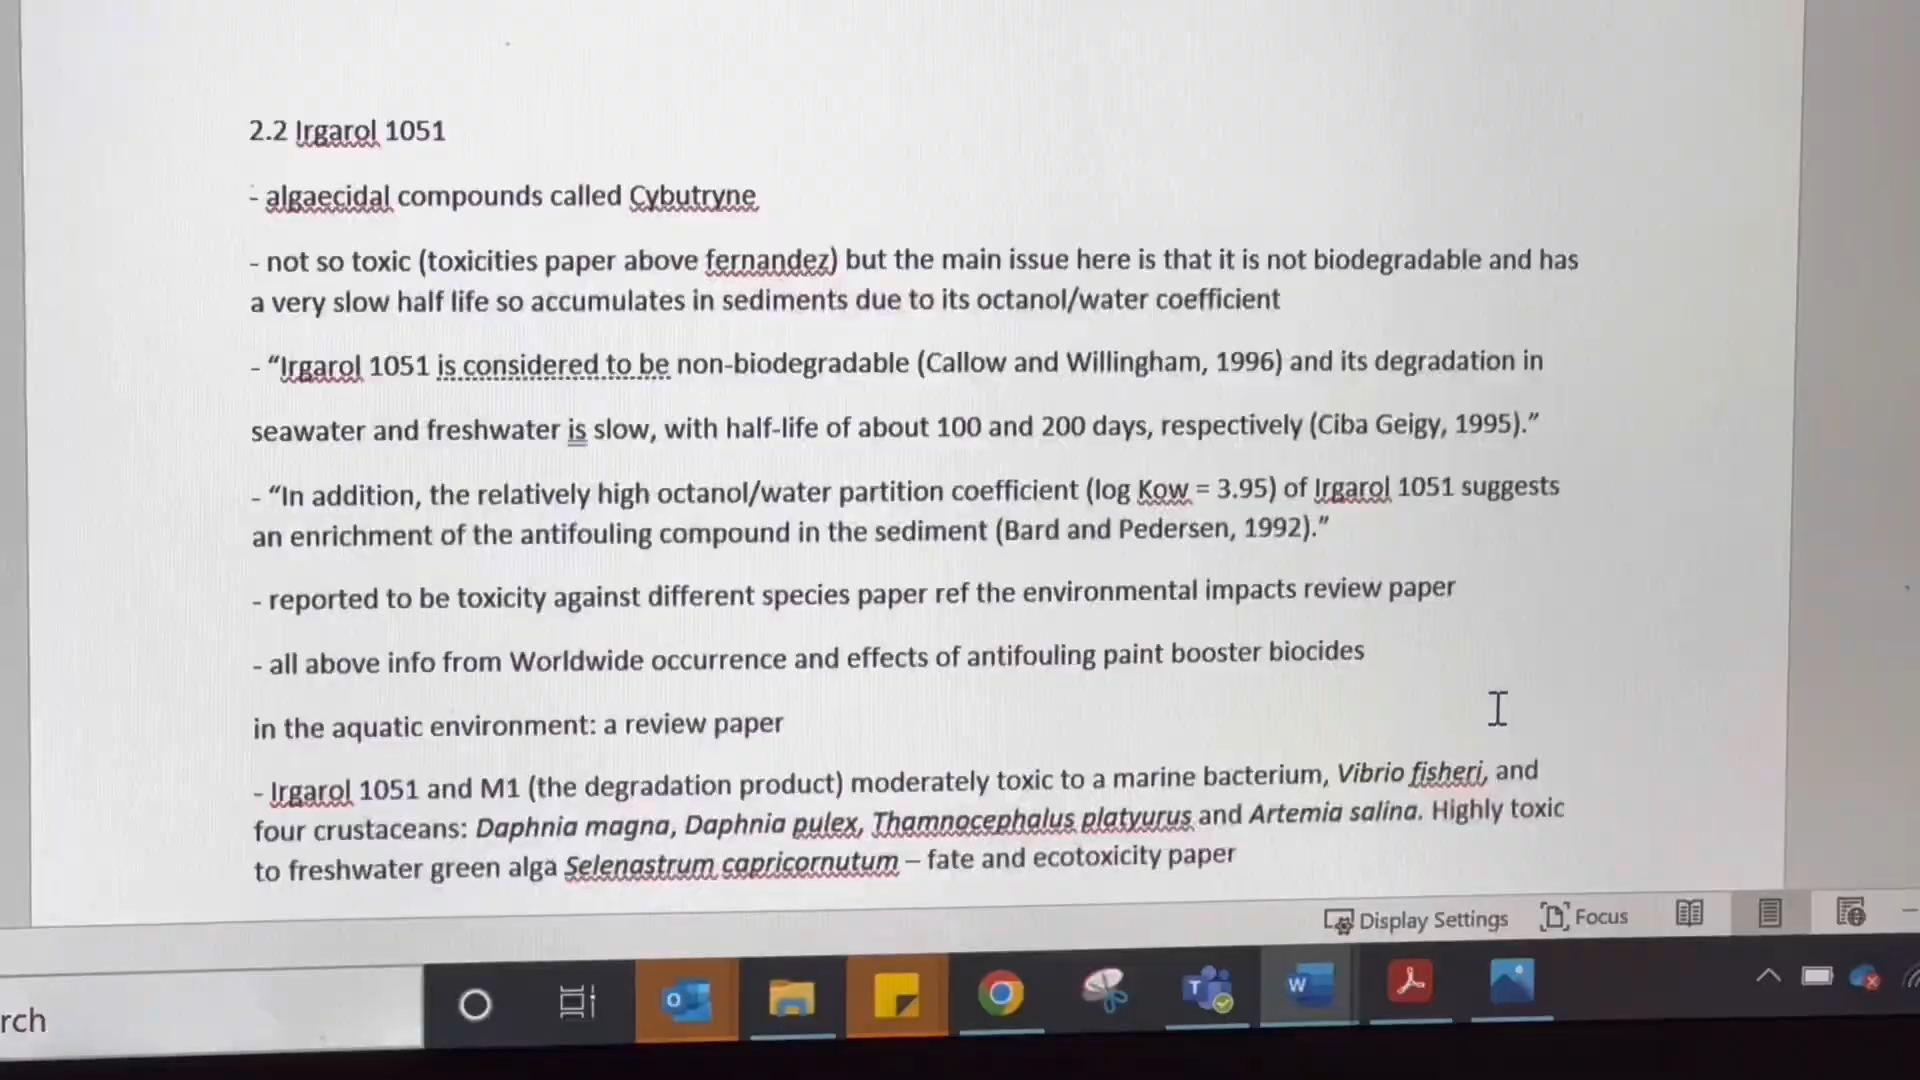 2.2 Irgarol 1051
- algaecidal compounds called Cybutryne
- not so toxic (toxicities paper above fernandez) but the main issue here is that it is not biodegradable and has
a very slow half life so accumulates in sediments due to its octanol/water coefficient
- “Irgarol 1051 is considered to be non-biodegradable (Callow and Willingham, 1996) and its degradation in
seawater and freshwater is slow, with half-life of about 100 and 200 days, respectively (Ciba Geigy, 1995).”
- “In addition, the relatively high octanol/water partition coefficient (log Kow = 3.95) of Irgarol 1051 suggests
an enrichment of the antifouling compound in the sediment (Bard and Pedersen, 1992).”
- reported to be toxicity against different species paper ref the environmental impacts review paper
- all above info from Worldwide occurrence and effects of antifouling paint booster biocides
in the aquatic environment: a review paper
- Irgarol 1051 and M1 (the degradation product) moderately toxic to a marine bacterium, Vibrio fisheri, and
four crustaceans: Daphnia magna, Daphnia pulex, Thamnocephalus platyurus and Artemia salina. Highly toxic
to freshwater green alga Selenastrum capricornutum – fate and ecotoxicity paper
Display Settings Focus
rch